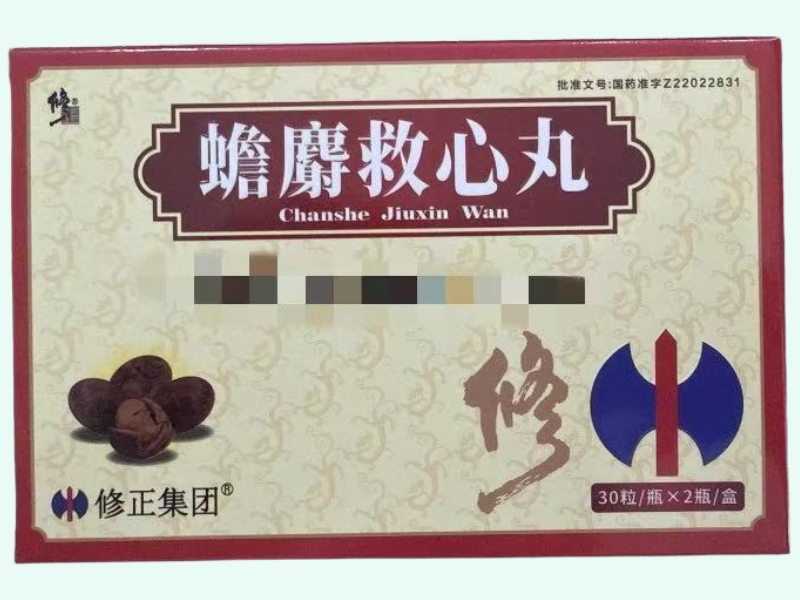 修®
批准文号:国药准字Z22022831
蟾麝救心丸
Chanshe Jiuxin Wan
修
30粒/瓶×2瓶/盒
修正集团®